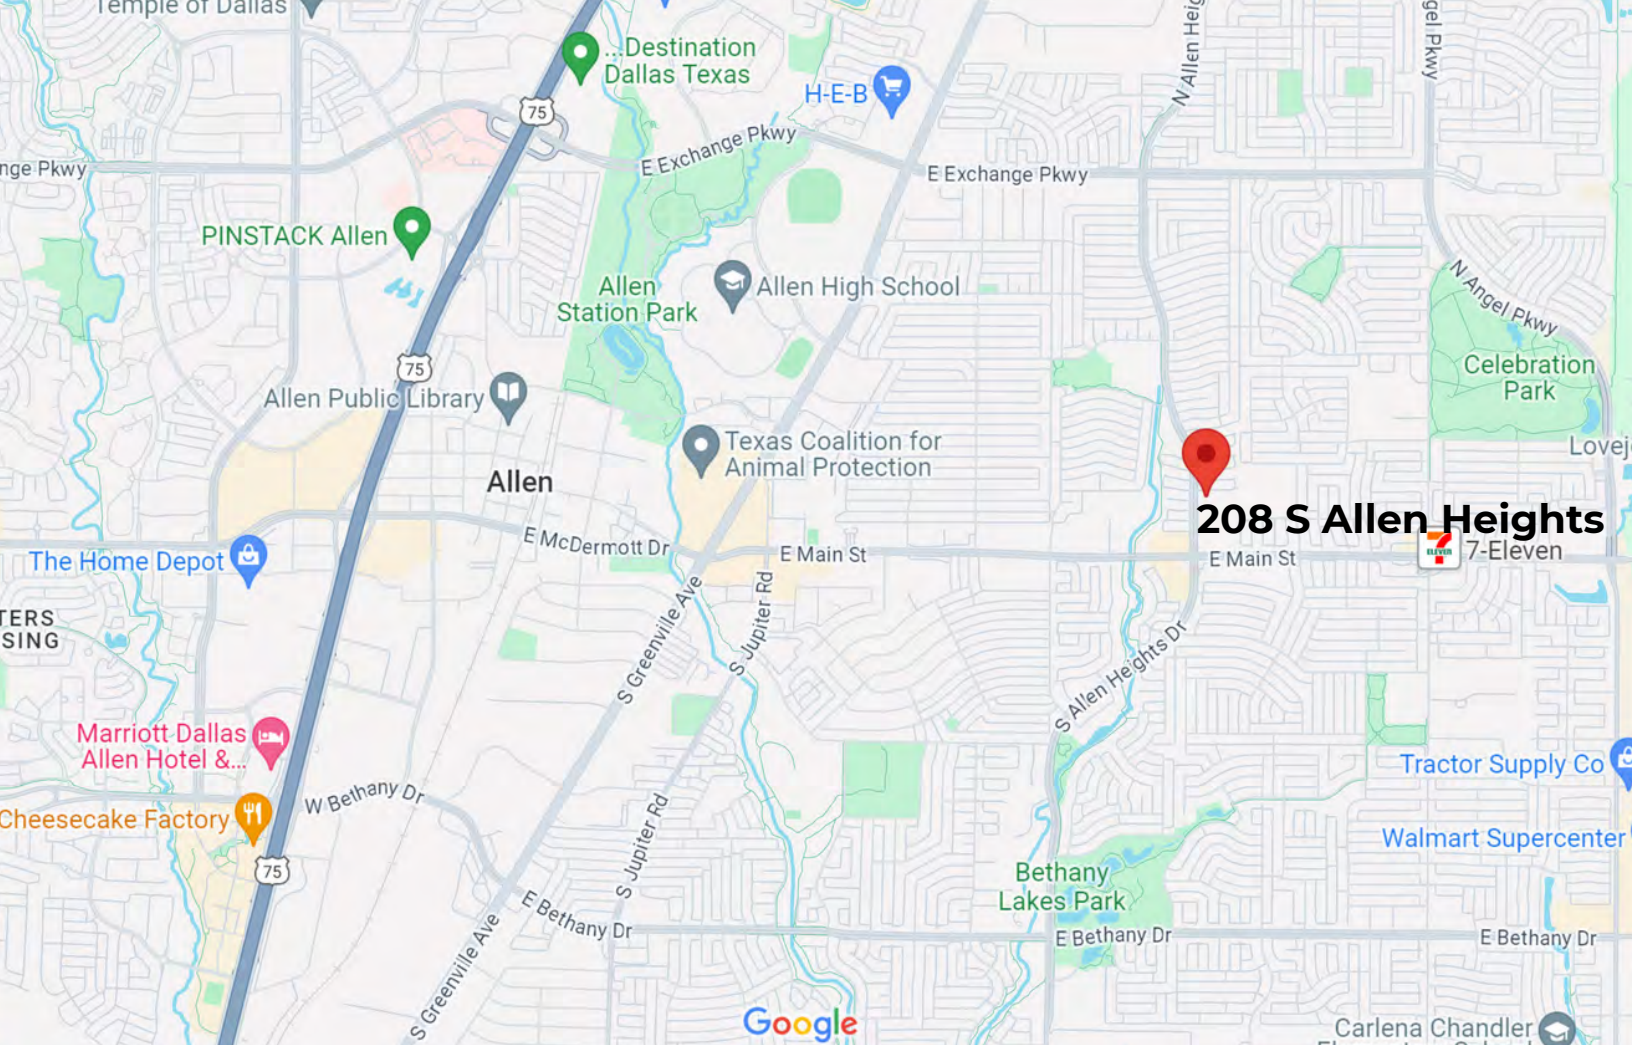 Temple of Dallas
...Destination
Dallas Texas
75
H-E-B
N Allen Heig
gel Pkwy
E Exchange Pkwy
nge Pkwy
E Exchange Pkwy
PINSTACK Allen
Allen
Station Park
Allen High School
N Angel Pkwy
75
Celebration
Park
Allen Public Library
Texas Coalition for
Animal Protection
Lovej
Allen
208 S Allen Heights
E McDermott Dr
E Main St
E Main St
7-Eleven
7
ELEVEN
The Home Depot
TERS
SING
S Greenville Ave
S Jupiter Rd
S Allen Heights Dr
Marriott Dallas
Allen Hotel &...
Tractor Supply Co
W Bethany Dr
Cheesecake Factory
S Jupiter Rd
Walmart Supercenter
75
Bethany
Lakes Park
E Bethany Dr
E Bethany Dr
E Bethany Dr
S Greenville Ave
Google
Carlena Chandler